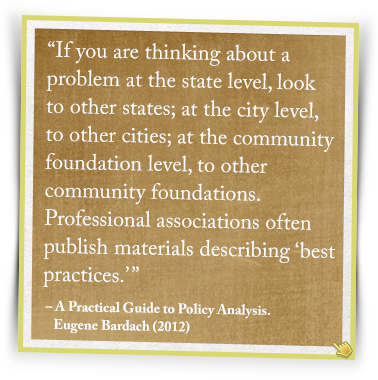 “If you are thinking about a
problem at the state level, look
to other states; at the city level,
to other cities; at the community
foundation level, to other
community foundations.
Professional associations often
publish materials describing ‘best
practices.’”
– A Practical Guide to Policy Analysis.
Eugene Bardach (2012)